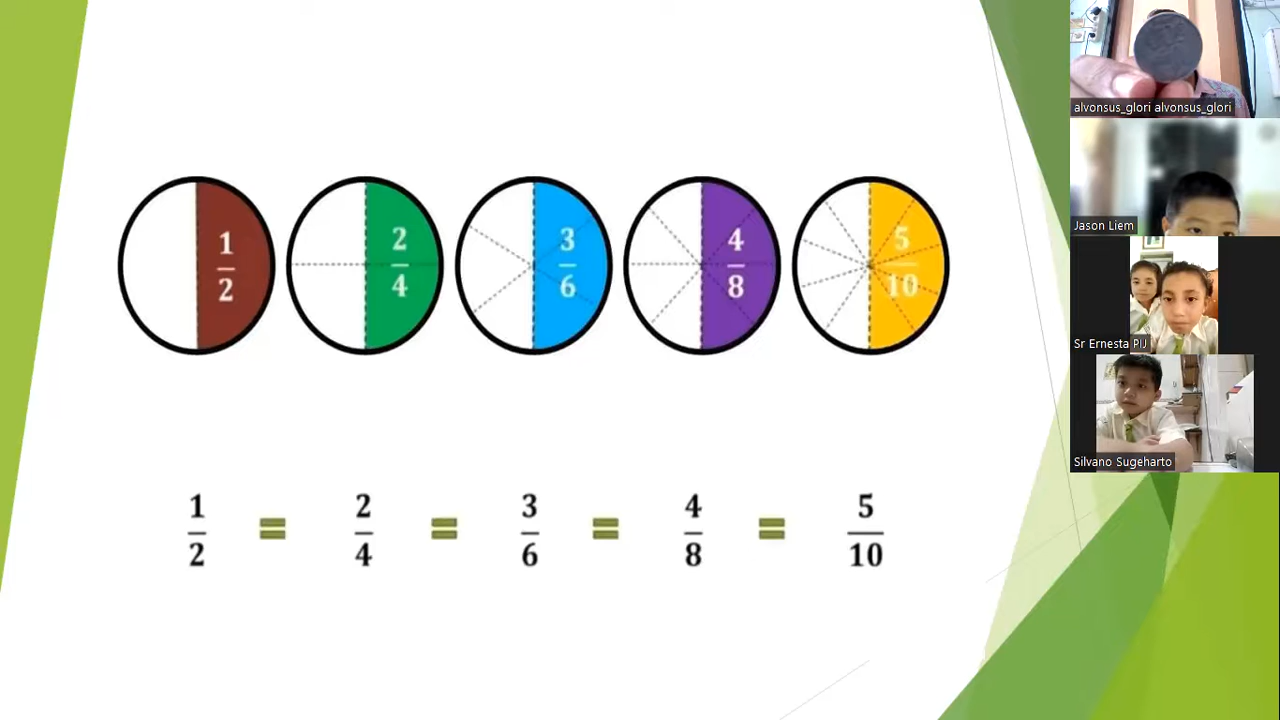 1/2
2/4
3/6
4/8
5/10
1/2 = 2/4 = 3/6 = 4/8 = 5/10
alvonsus_glori alvonsus_glori
Jason Liem
Sr Ernesta PIJ
Silvano Sugeharto